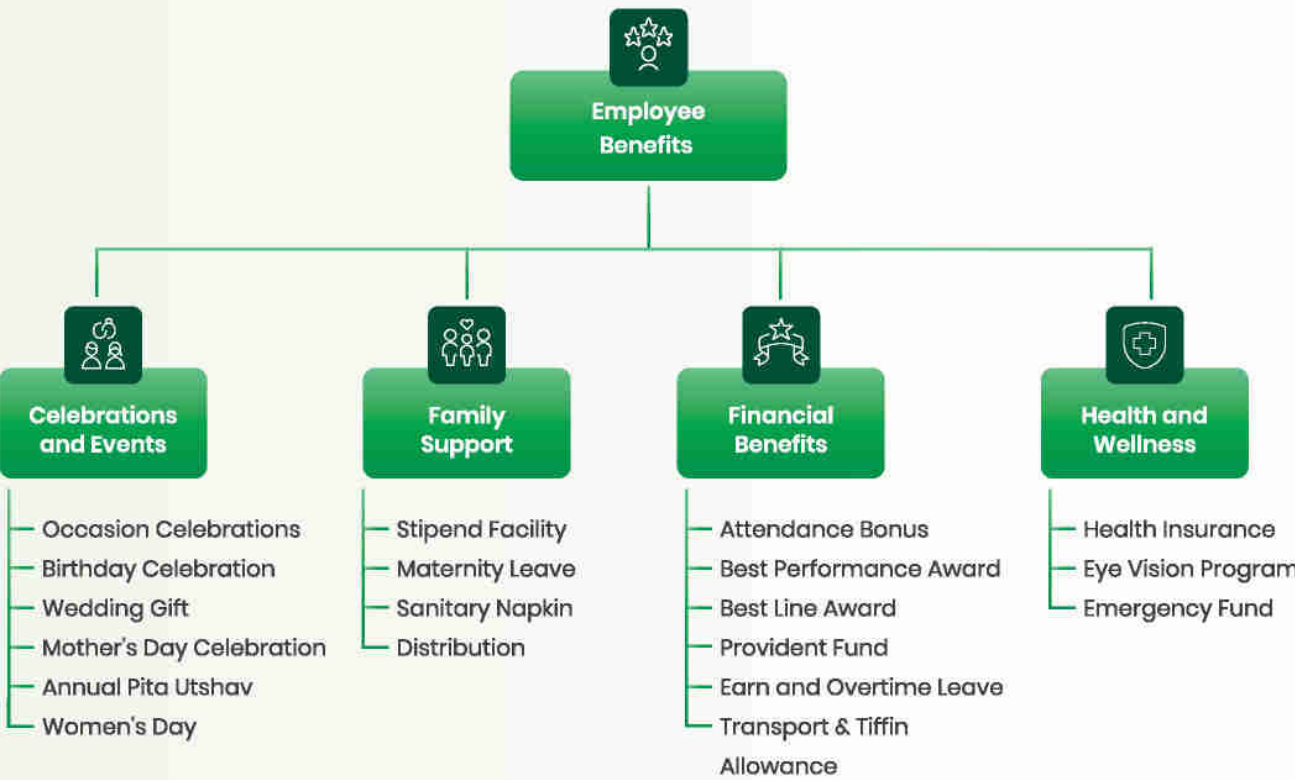 Employee
Benefits
Celebrations
and Events
Occasion Celebrations
Birthday Celebration
Wedding Gift
Mother's Day Celebration
Annual Pita Utshav
Women's Day
Family
Support
Stipend Facility
Maternity Leave
Sanitary Napkin
Distribution
Financial
Benefits
Attendance Bonus
Best Performance Award
Best Line Award
Provident Fund
Earn and Overtime Leave
Transport & Tiffin
Allowance
Health and
Wellness
Health Insurance
Eye Vision Program
Emergency Fund